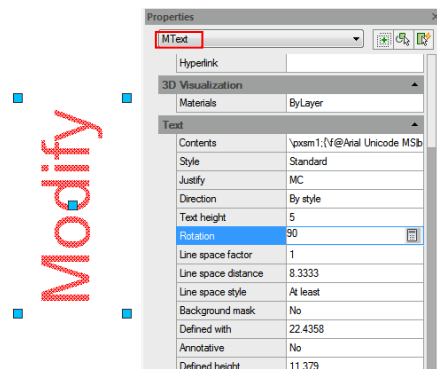 Modify
Properties
MText
Hyperlink
3D Visualization
Materials ByLayer
Text
Contents \pxsm1;{\f@Arial Unicode MS|b
Style Standard
Justify MC
Direction By style
Text height 5
Rotation 90
Line space factor 1
Line space distance 8.3333
Line space style At least
Background mask No
Defined with 22.4358
Annotative No
Defined height 11.379